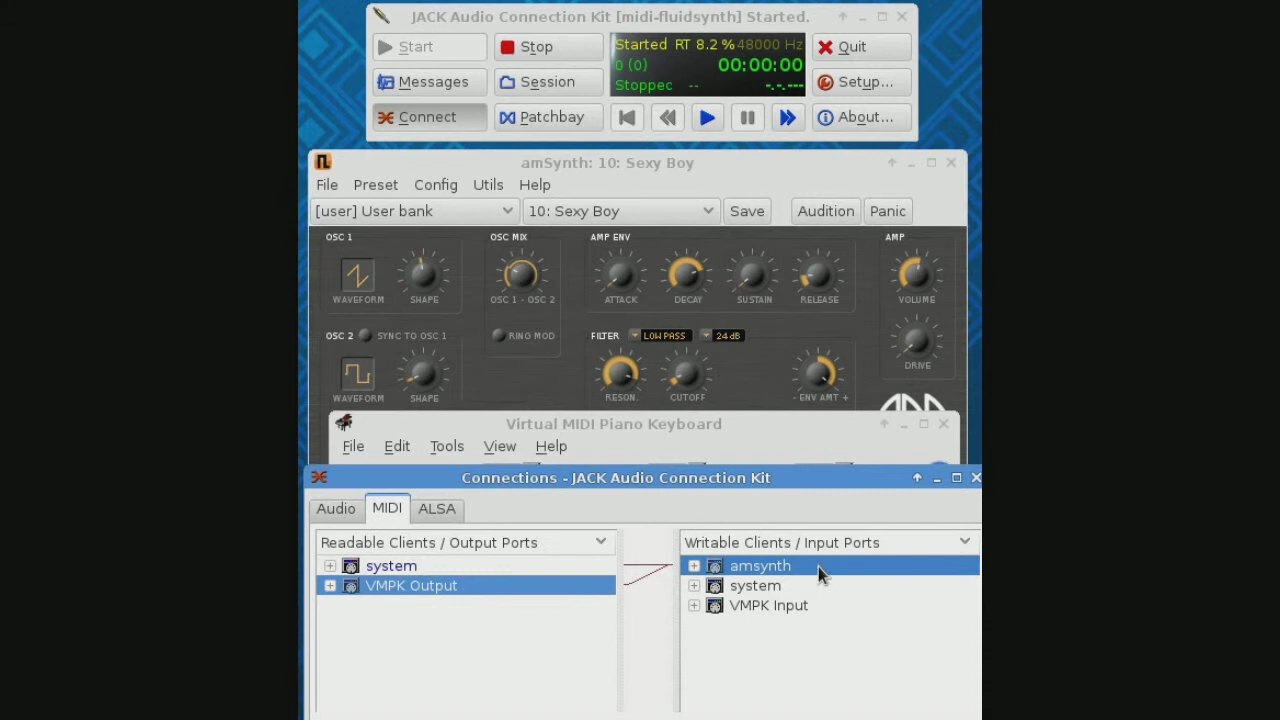 JACK Audio Connection Kit [midi-fluidsynth] Started.
Start Stop Started RT 8.2 % 48000 Hz Quit
0 (0) 00:00:00
Messages Session Stoppec -- -.-.--- Setup...
Connect Patchbay About...
amSynth: 10: Sexy Boy
File Preset Config Utils Help
[user] User bank 10: Sexy Boy Save Audition Panic
OSC 1 OSC MIX AMP ENV AMP
WAVEFORM SHAPE OSC 1 - OSC 2 ATTACK DECAY SUSTAIN RELEASE VOLUME
OSC 2 SYNC TO OSC 1 RING MOD FILTER LOW PASS 24 dB
DRIVE
WAVEFORM SHAPE RESON. CUTOFF - ENV AMT +
Virtual MIDI Piano Keyboard
File Edit Tools View Help
Connections - JACK Audio Connection Kit
Audio MIDI ALSA
Readable Clients / Output Ports Writable Clients / Input Ports
system amsynth
VMPK Output system
VMPK Input